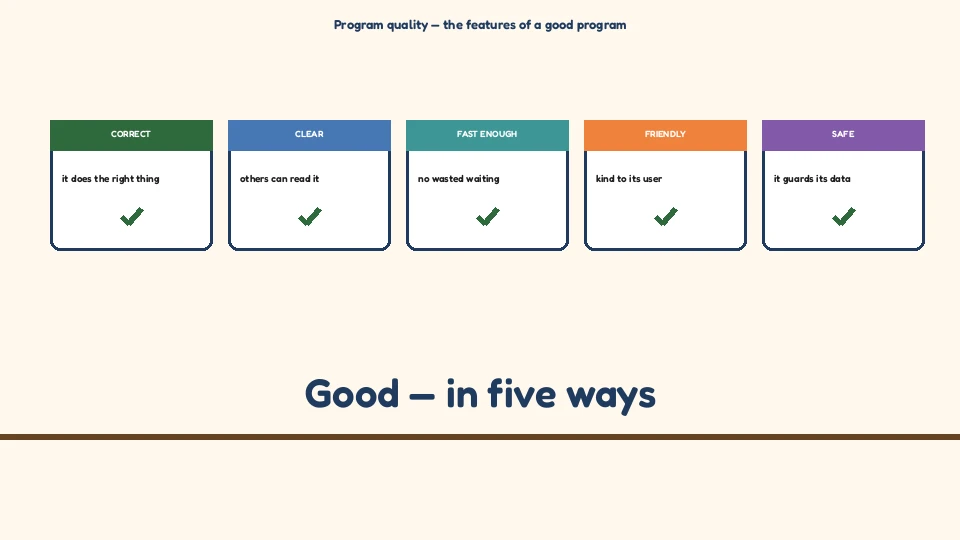 Program quality — the features of a good program
CORRECT
it does the right thing
CLEAR
others can read it
FAST ENOUGH
no wasted waiting
FRIENDLY
kind to its user
SAFE
it guards its data
Good — in five ways